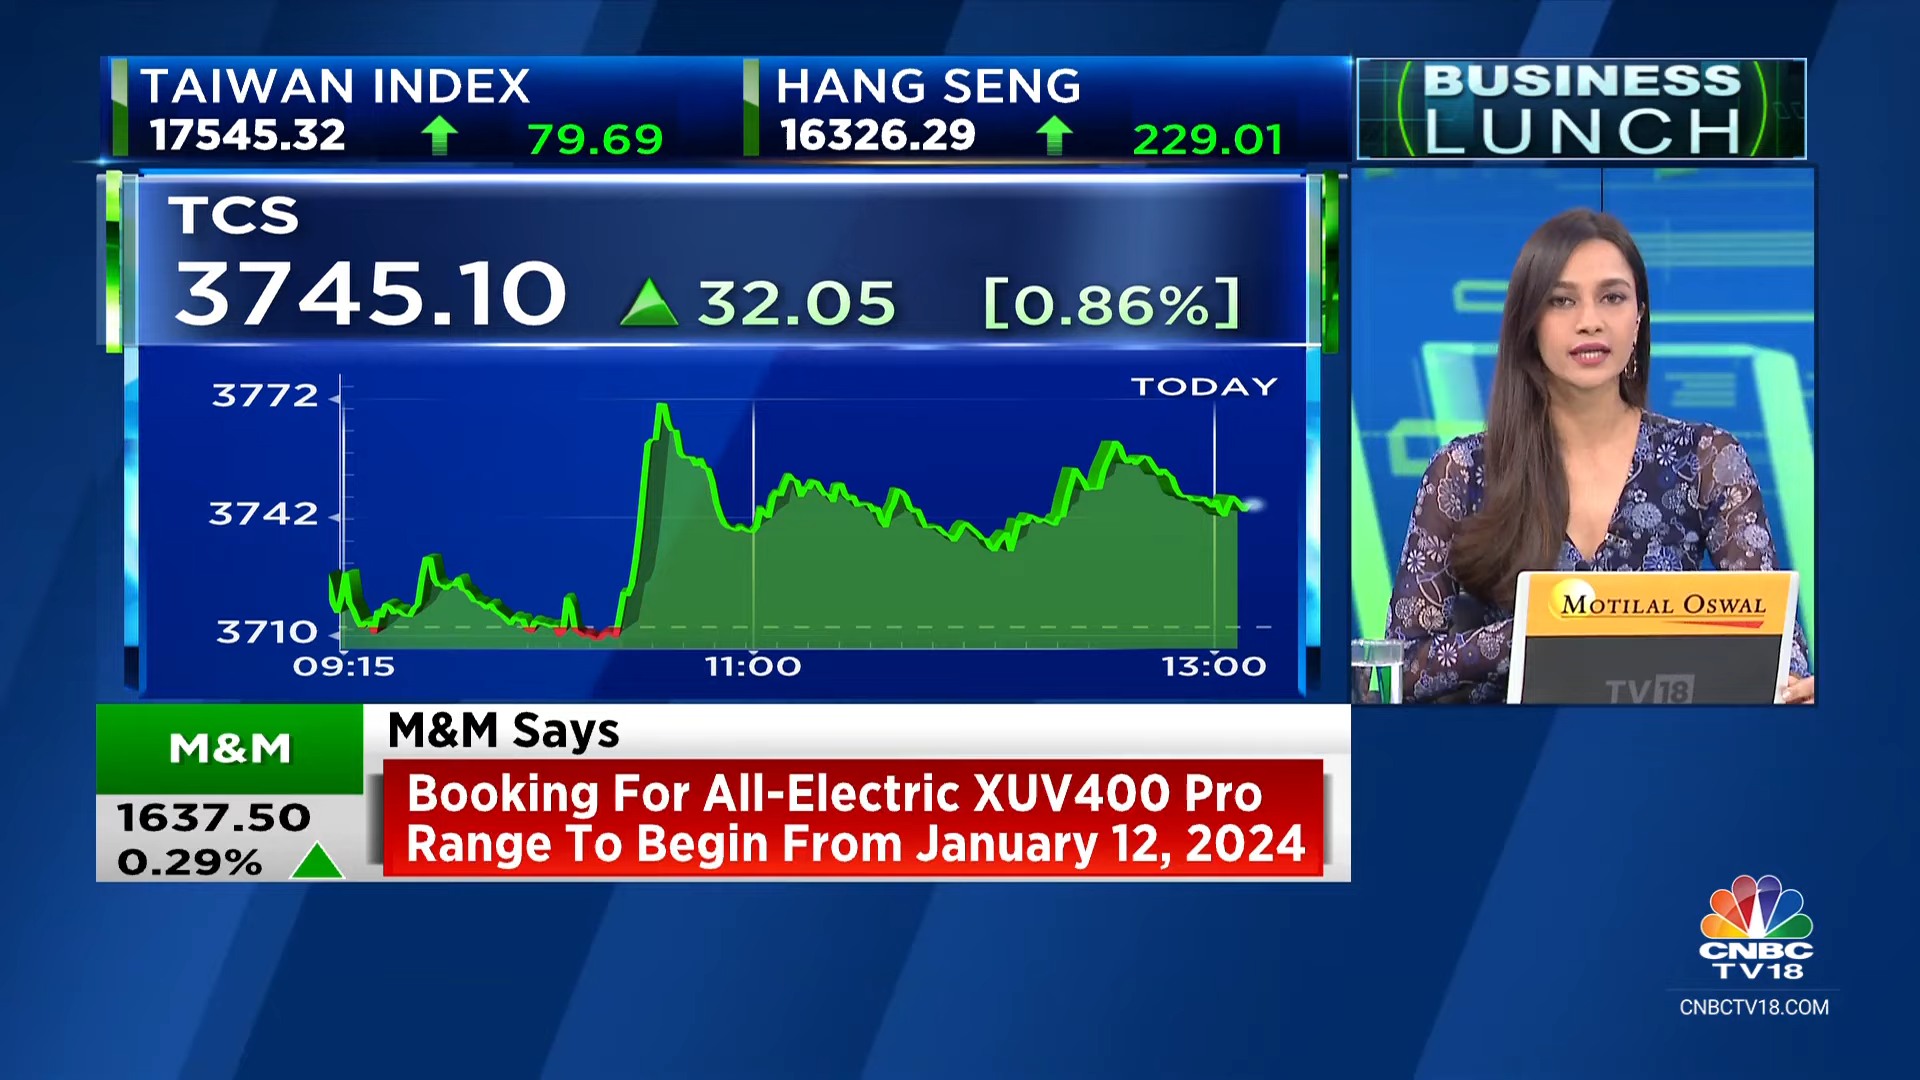 TAIWAN INDEX
17545.32 79.69
HANG SENG
16326.29 229.01
BUSINESS
LUNCH
TCS
3745.10 32.05 [0.86%]
TODAY
3772
3742
3710
09:15 11:00 13:00
MOTILAL OSWAL
TV18
M&M
1637.50
0.29%
M&M Says
Booking For All-Electric XUV400 Pro
Range To Begin From January 12, 2024
CNBC
TV18
CNBCTV18.COM